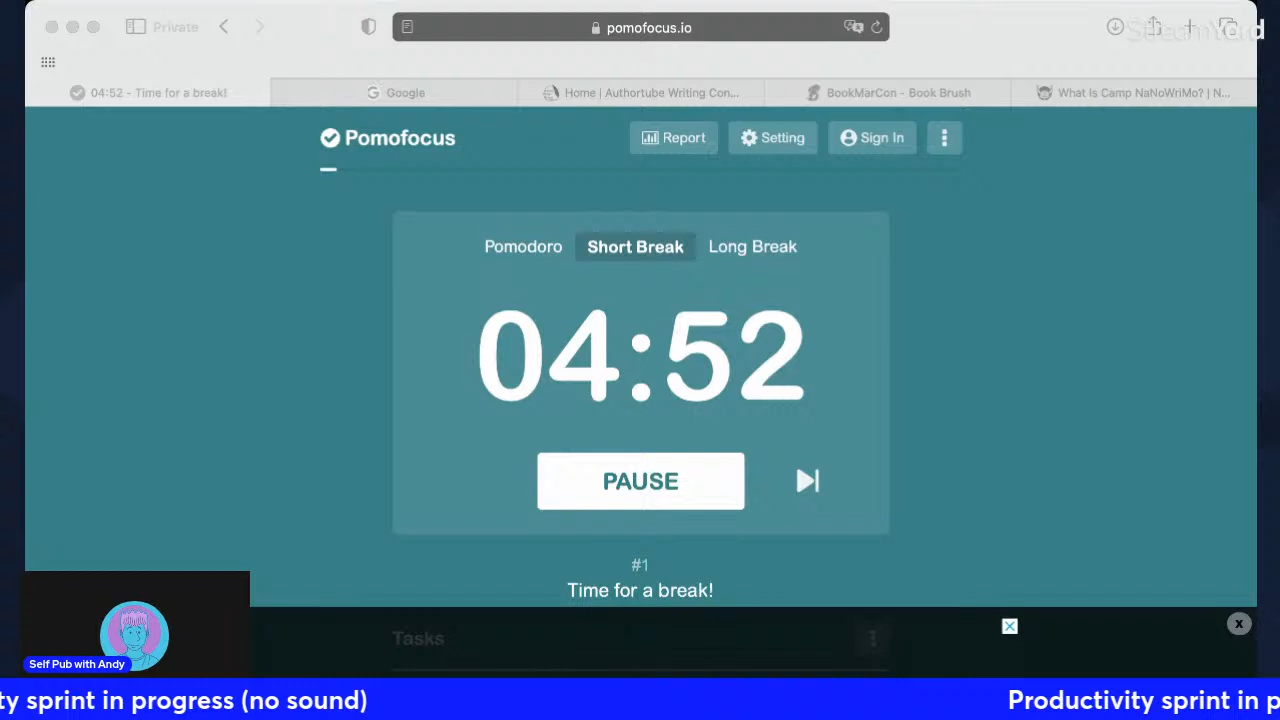 Private
pomofocus.io
StreamYard
04:52 - Time for a break!
Google
Home | Authortube Writing Con...
BookMarCon - Book Brush
What Is Camp NaNoWriMo? | N...
Pomofocus
Report
Setting
Sign In
Pomodoro
Short Break
Long Break
04:52
PAUSE
#1
Time for a break!
Tasks
x
Self Pub with Andy
ty sprint in progress (no sound)
Productivity sprint in p